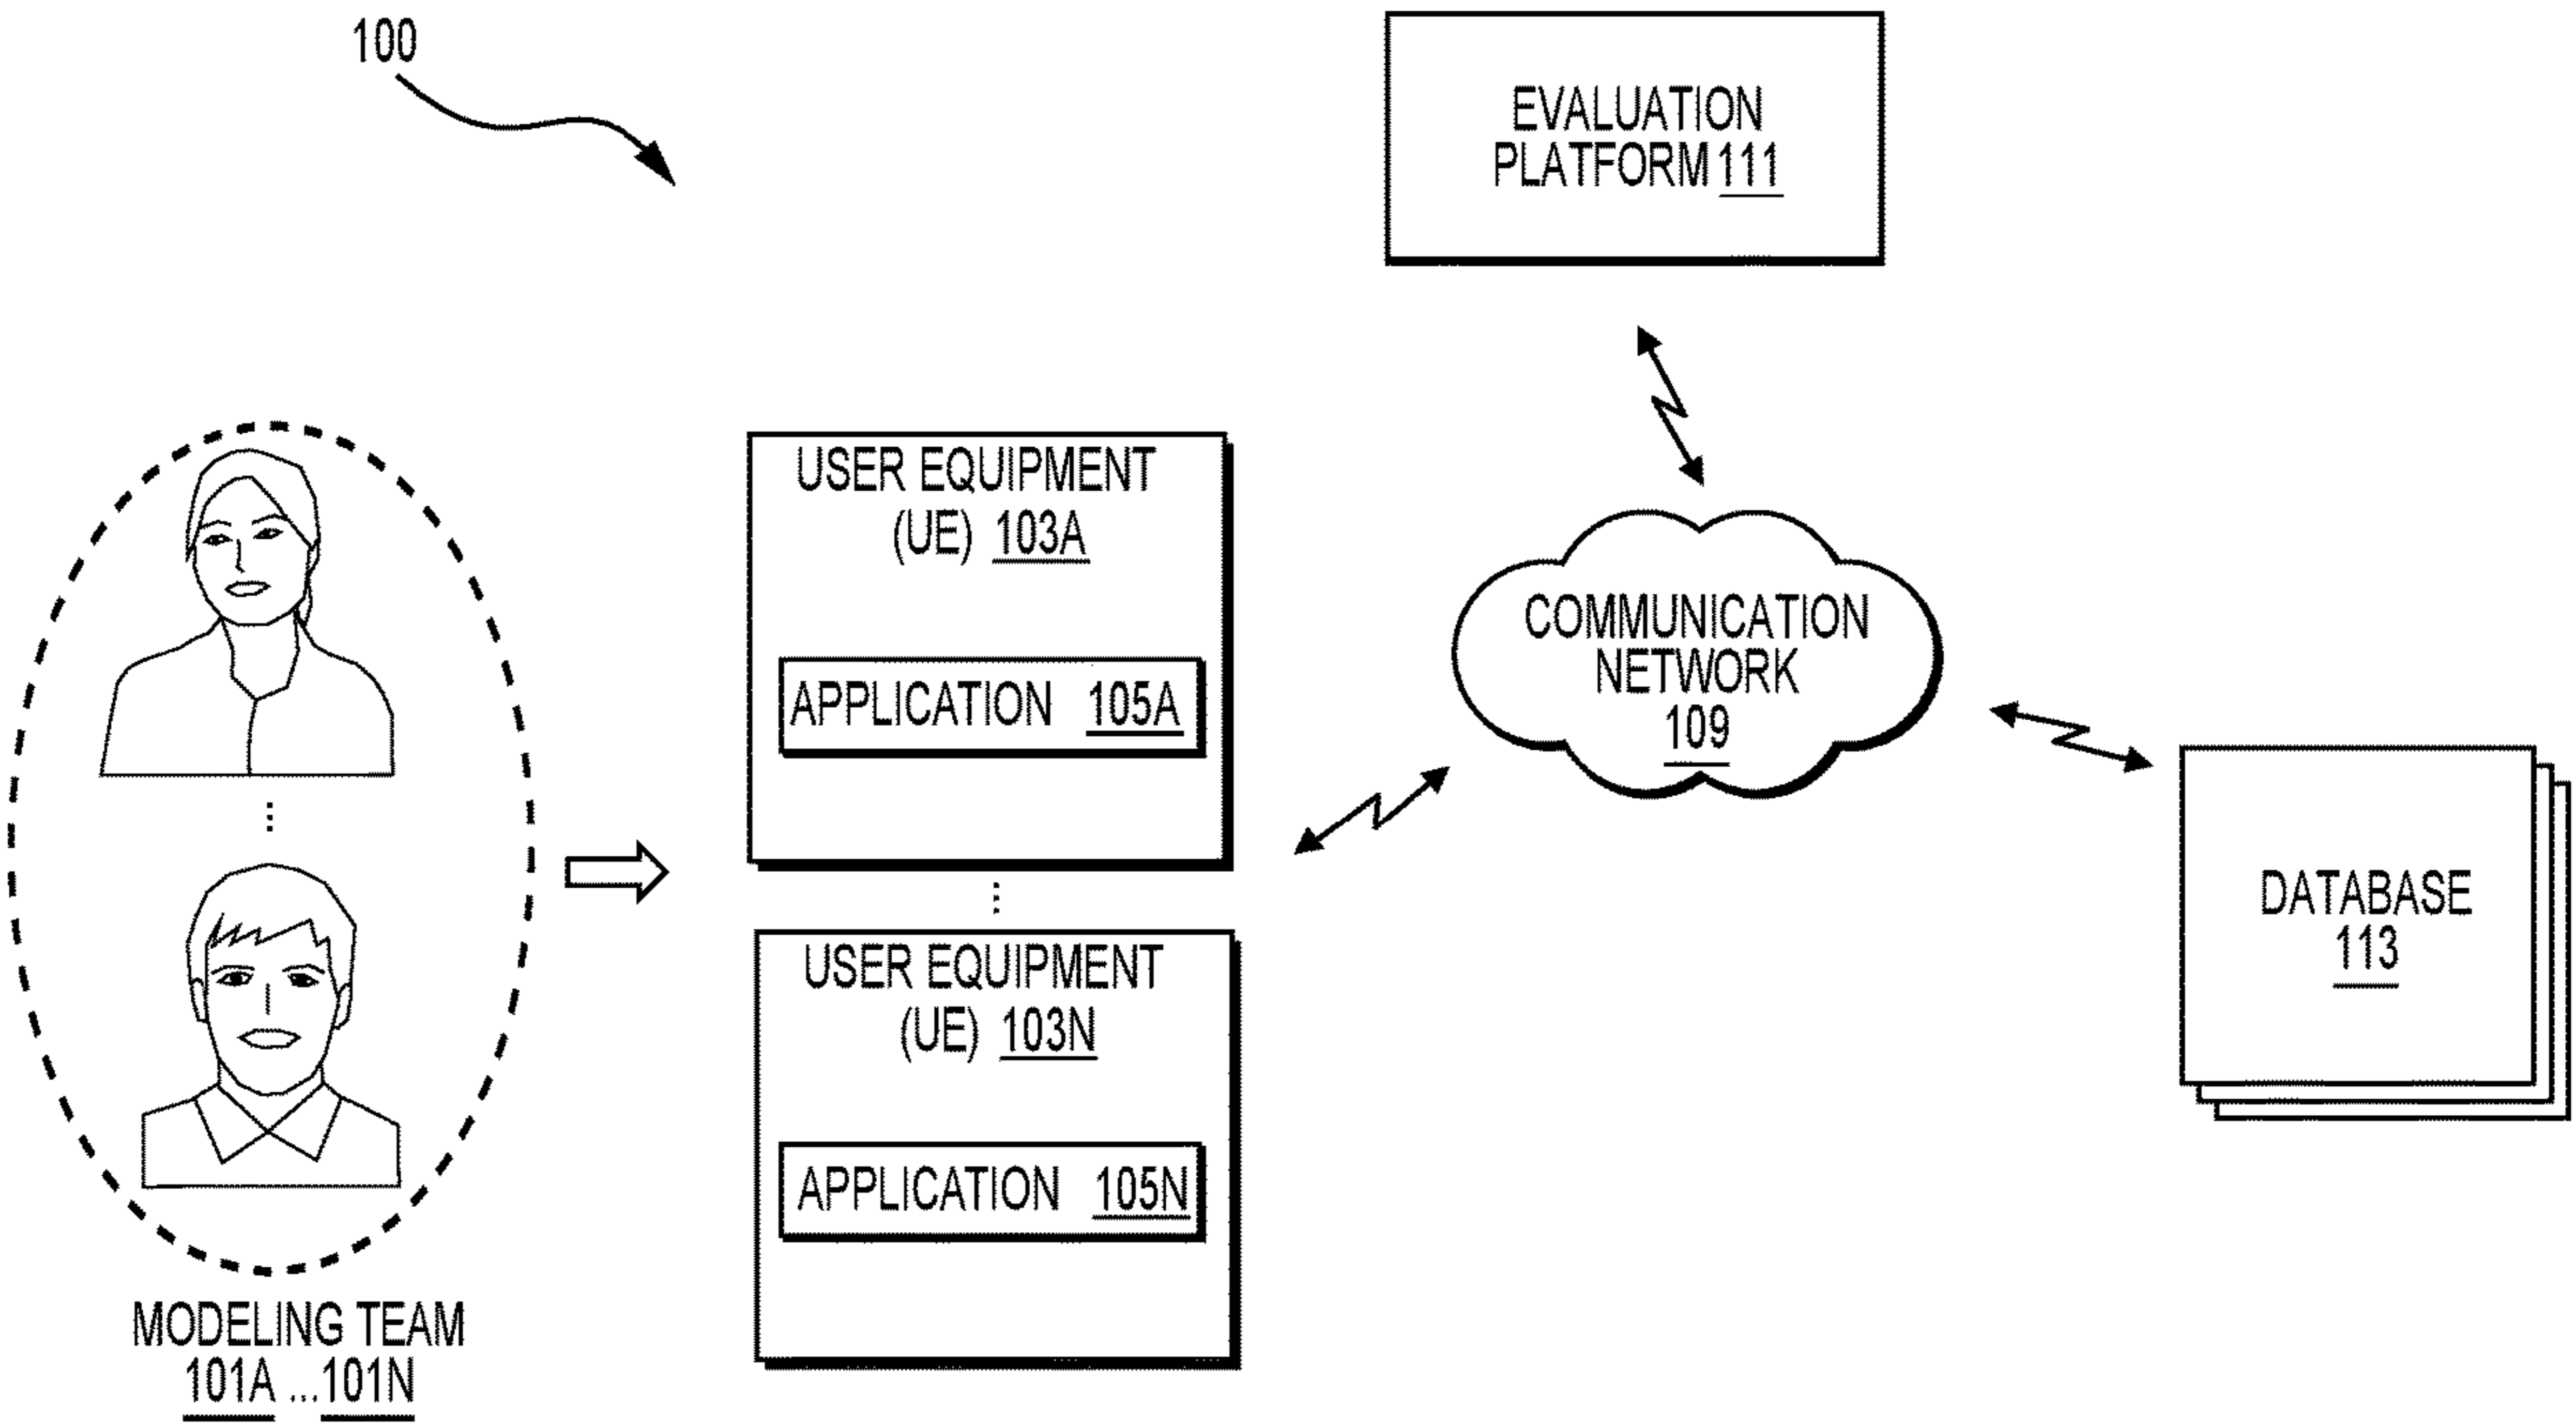 100
EVALUATION
PLATFORM 111
USER EQUIPMENT
(UE) 103A
APPLICATION 105A
...
USER EQUIPMENT
(UE) 103N
APPLICATION 105N
COMMUNICATION
NETWORK
109
DATABASE
113
...
MODELING TEAM
101A ... 101N